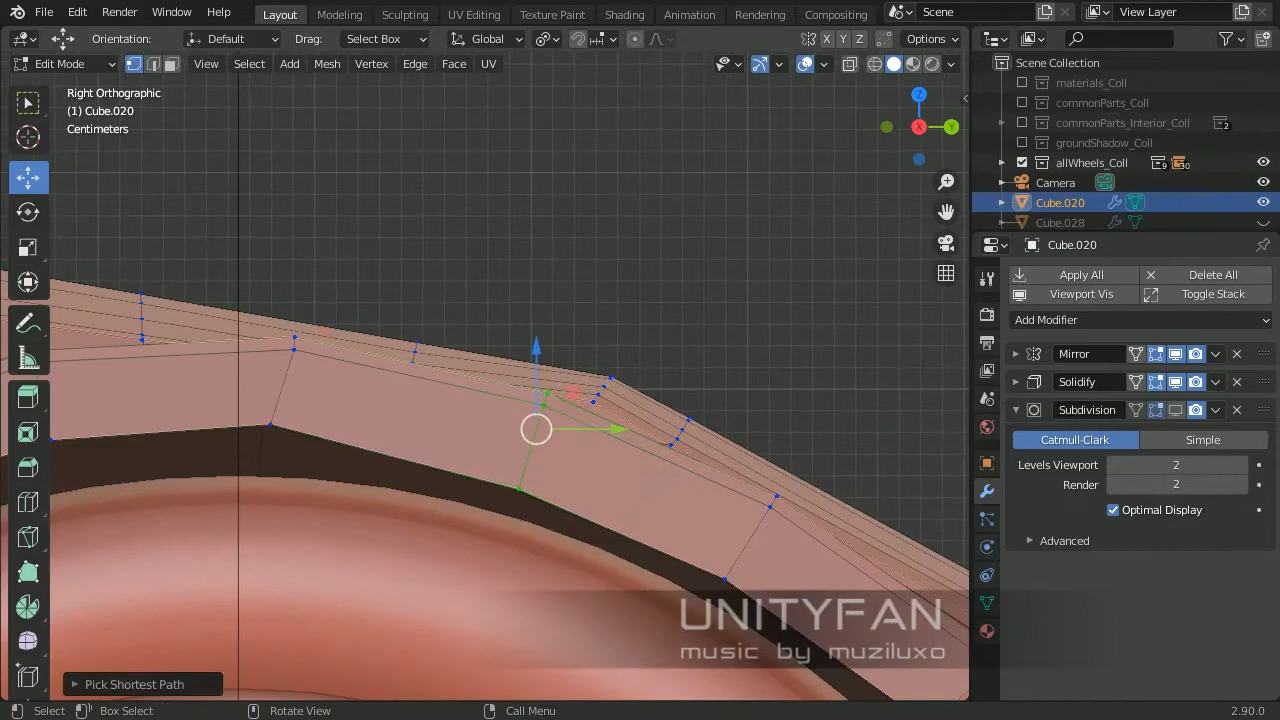 File Edit Render Window Help Layout Modeling Sculpting UV Editing Texture Paint Shading Animation Rendering Compositing Scene View Layer
Orientation: Default Drag: Select Box Global X Y Z Options
Edit Mode View Select Add Mesh Vertex Edge Face UV
Right Orthographic
(1) Cube.020
Centimeters
Z
X
Y
Scene Collection
materials_Coll
commonParts_Coll
commonParts_Interior_Coll 2
groundShadow_Coll
allWheels_Coll 9 30
Camera
Cube.020
Cube.028
Cube.020
Apply All Delete All
Viewport Vis Toggle Stack
Add Modifier
Mirror
Solidify
Subdivision
Catmull-Clark Simple
Levels Viewport 2
Render 2
Optimal Display
Advanced
UNITYFAN
music by muziluxo
Pick Shortest Path
Select Box Select Rotate View Call Menu 2.90.0